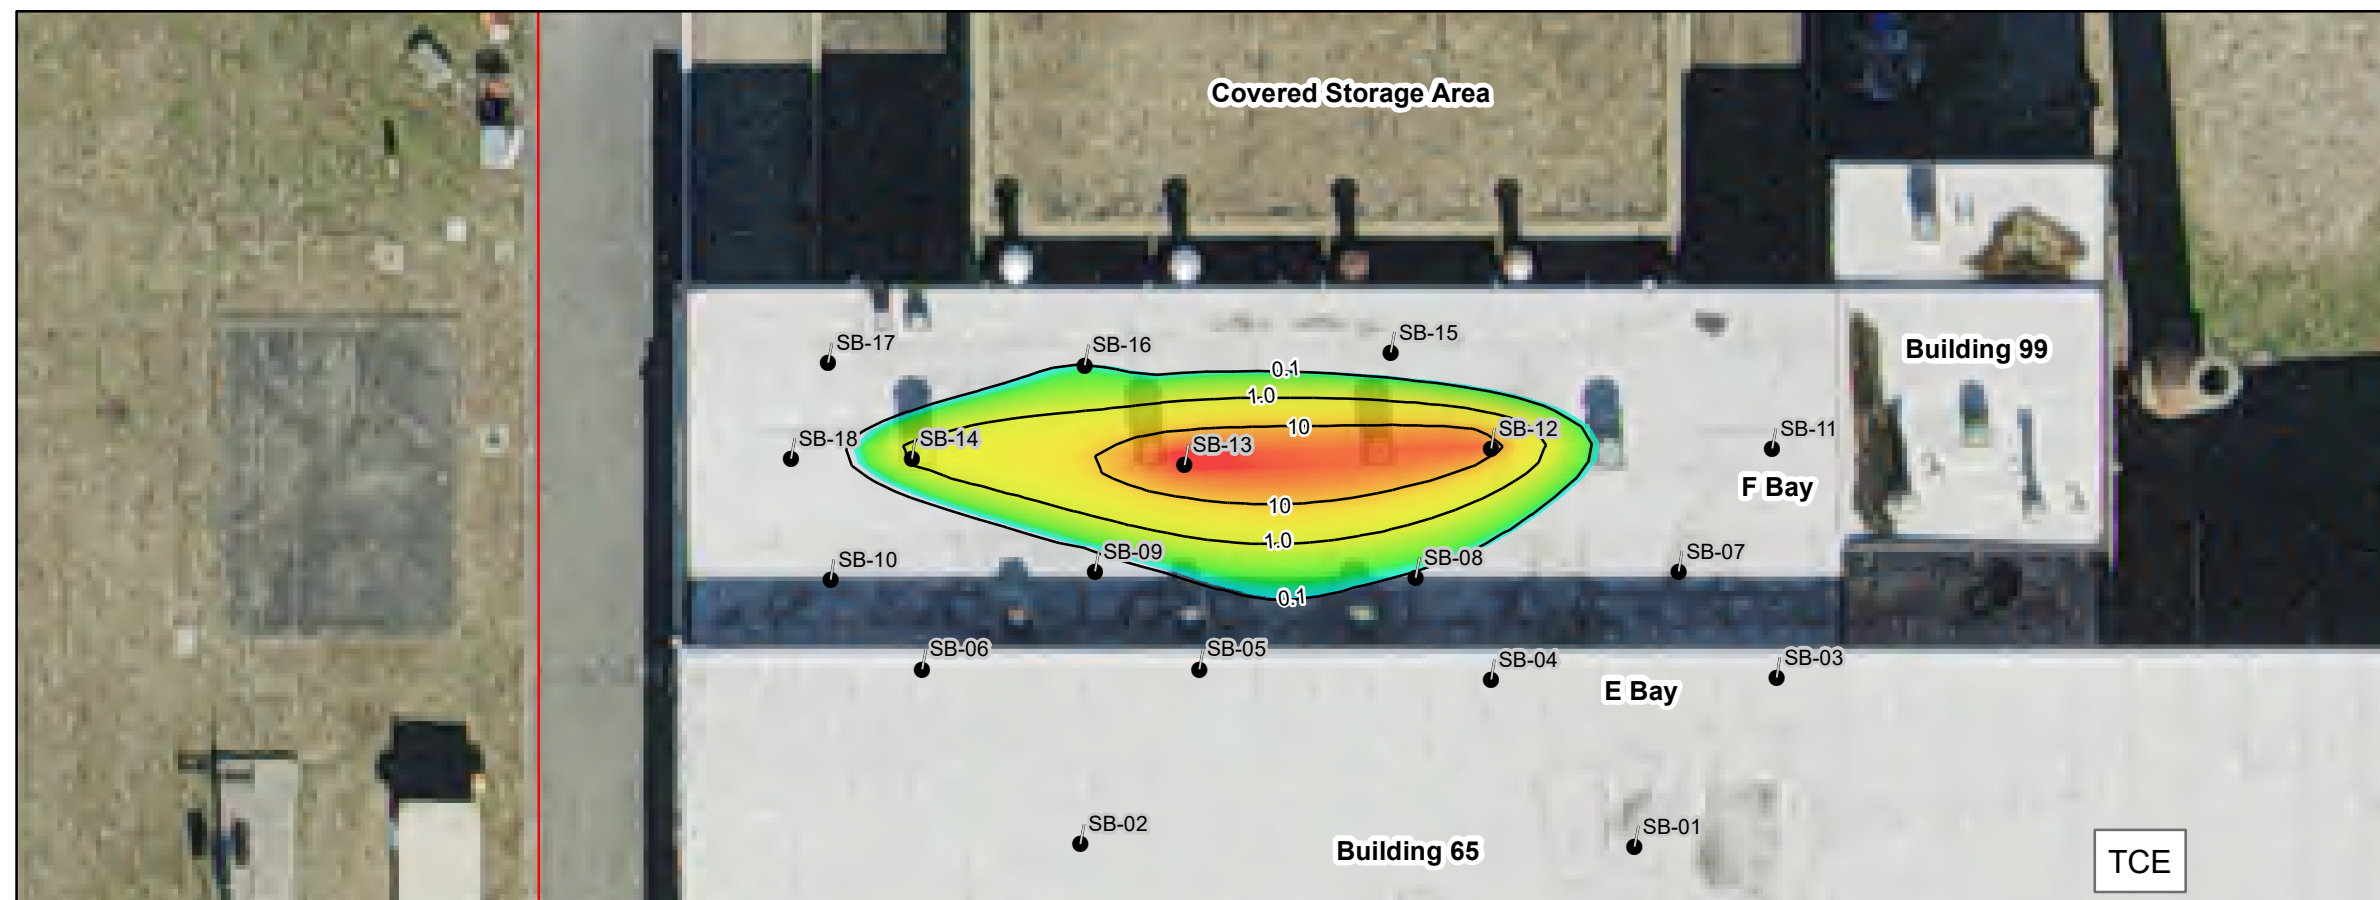 Covered Storage Area
SB-17
SB-16
SB-15
Building 99
0.1
1.0
10
SB-18
SB-14
SB-13
SB-12
SB-11
F Bay
10
1.0
SB-10
SB-09
SB-08
SB-07
0.1
SB-06
SB-05
SB-04
SB-03
E Bay
SB-02
SB-01
Building 65
TCE